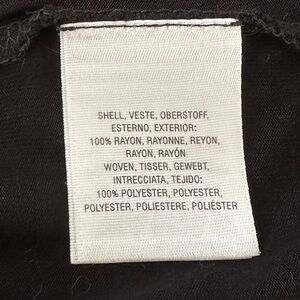 SHELL, VESTE, OBERSTOFF,
ESTERNO, EXTERIOR:
100% RAYON, RAYONNE, REYON,
RAYON, RAYÓN
WOVEN, TISSER, GEWEBT,
INTRECCIATA, TEJIDO:
100% POLYESTER, POLYESTER,
POLYESTER, POLIESTERE, POLIÉSTER